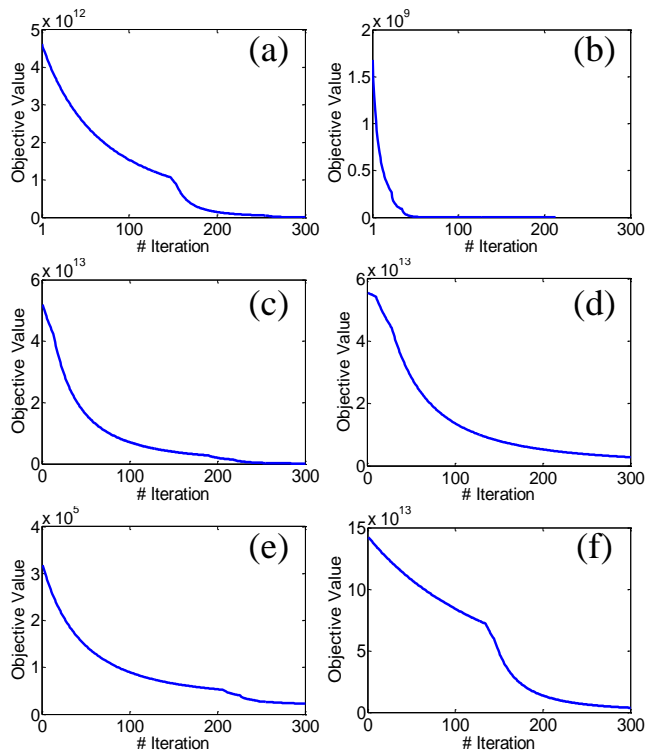 x 10^12
(a)
5
4
3
2
1
0
Objective Value
1 100 200 300
# Iteration
x 10^9
(b)
2
1.5
1
0.5
0
Objective Value
1 100 200 300
# Iteration
x 10^13
(c)
6
4
2
0
Objective Value
0 100 200 300
# Iteration
x 10^13
(d)
6
4
2
0
Objective Value
0 100 200 300
# Iteration
x 10^5
(e)
4
3
2
1
0
Objective Value
0 100 200 300
# Iteration
x 10^13
(f)
15
10
5
0
Objective Value
0 100 200 300
# Iteration